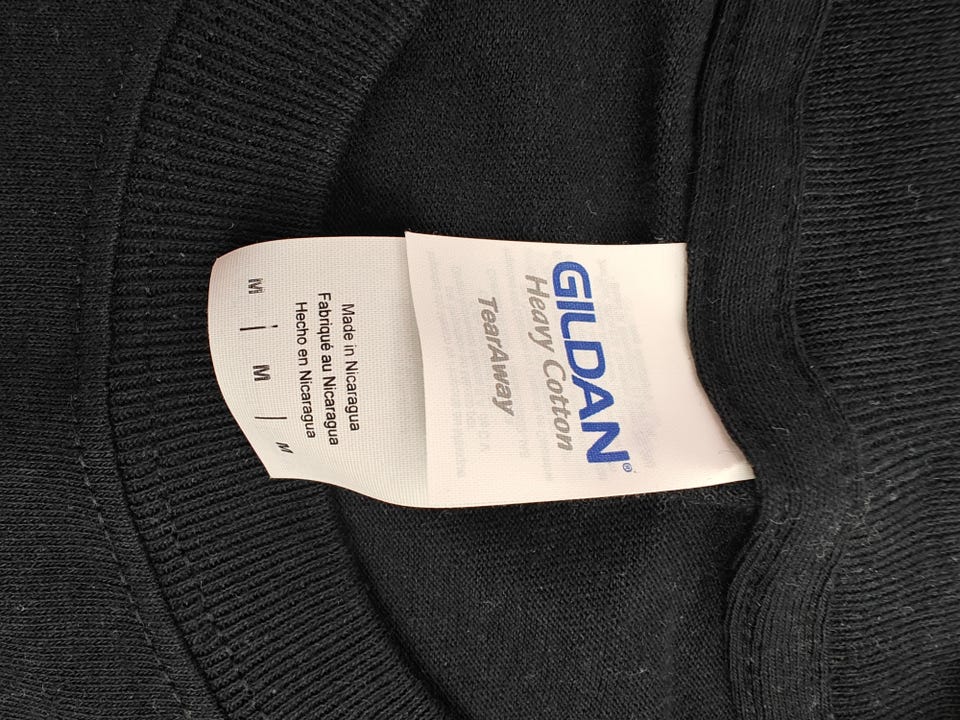 GILDAN®
Heavy Cotton
TearAway
Made in Nicaragua
Fabriqué au Nicaragua
Hecho en Nicaragua
M | M | M